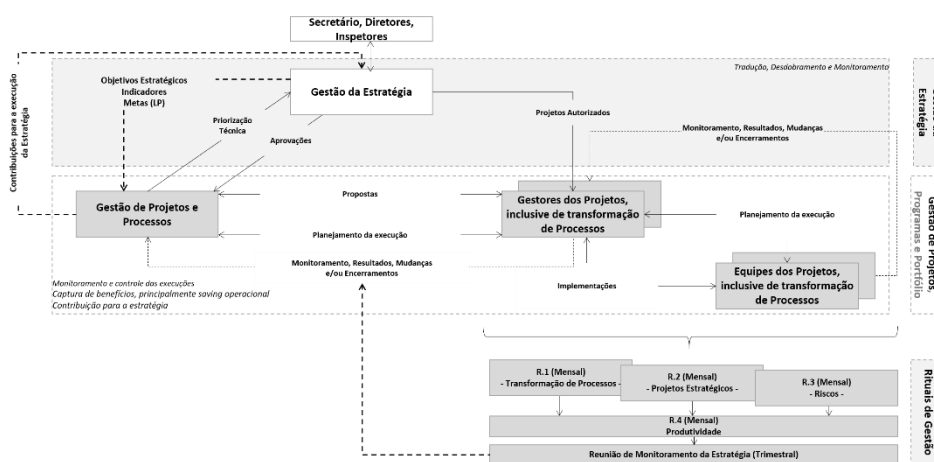 Secretário, Diretores,
Inspetores
Tradução, Desdobramento e Monitoramento
Objetivos Estratégicos
Indicadores
Metas (LP)
Gestão da Estratégia
Priorização
Técnica
Aprovações
Projetos Autorizados
Monitoramento, Resultados, Mudanças
e/ou Encerramentos
Contribuições para a execução
da Estratégia
Estratégia
Gestão de Projetos e
Processos
Propostas
Planejamento da execução
Monitoramento, Resultados, Mudanças
e/ou Encerramentos
Gestores dos Projetos,
inclusive de transformação
de Processos
Planejamento da execução
Implementações
Equipes dos Projetos,
inclusive de transformação
de Processos
Gestão de Projetos,
Programas e Portfólio
Monitoramento e controle das execuções
Captura de benefícios, principalmente saving operacional
Contribuição para a estratégia
R.1 (Mensal)
- Transformação de Processos -
R.2 (Mensal)
- Projetos Estratégicos -
R.3 (Mensal)
- Riscos -
R.4 (Mensal)
Produtividade
Reunião de Monitoramento da Estratégia (Trimestral)
Rituais de Gestão